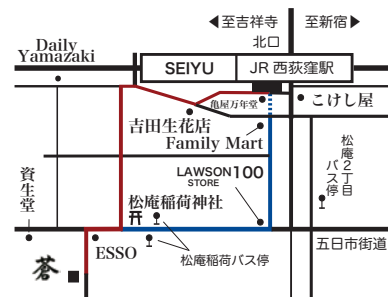 ◀至吉祥寺 至新宿▶
北口
Daily
Yamazaki
SEIYU
JR 西荻窪駅
亀屋万年堂
こけし屋
吉田生花店
Family Mart
松庵2丁目
バス停
LAWSON100
STORE
資生堂
松庵稲荷神社
五日市街道
ESSO
松庵稲荷バス停
蒼